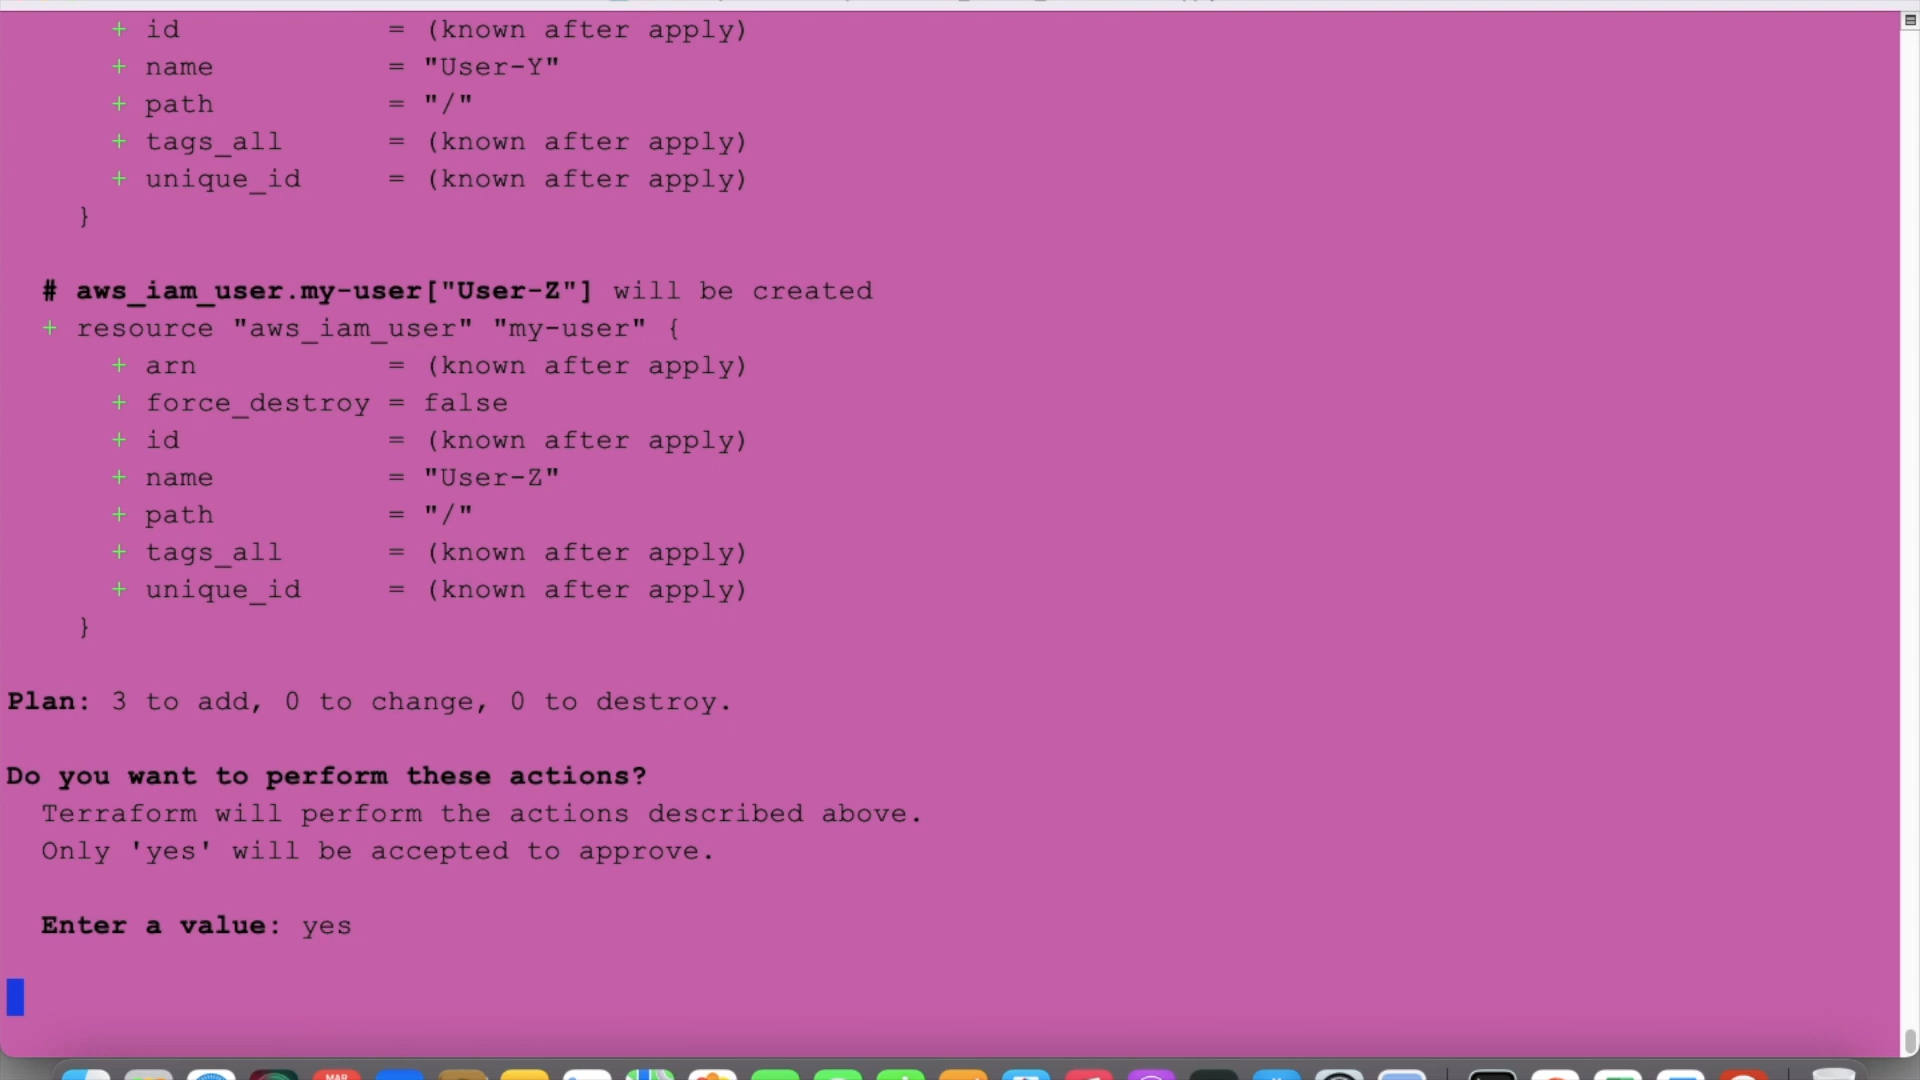 + id            = (known after apply)
+ name          = "User-Y"
+ path          = "/"
+ tags_all      = (known after apply)
+ unique_id     = (known after apply)
}
# aws_iam_user.my-user["User-Z"] will be created
+ resource "aws_iam_user" "my-user" {
+ arn           = (known after apply)
+ force_destroy = false
+ id            = (known after apply)
+ name          = "User-Z"
+ path          = "/"
+ tags_all      = (known after apply)
+ unique_id     = (known after apply)
}
Plan: 3 to add, 0 to change, 0 to destroy.
Do you want to perform these actions?
Terraform will perform the actions described above.
Only 'yes' will be accepted to approve.
Enter a value: yes
MAR